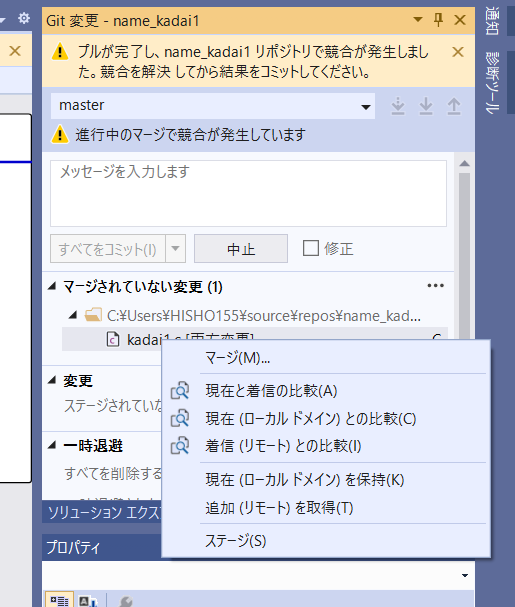 Git 変更 - name_kadai1
プルが完了し、name_kadai1 リポジトリで競合が発生しまし
た。競合を解決 してから結果をコミットしてください。
master
進行中のマージで競合が発生しています
メッセージを入力します
すべてをコミット(I)
中止
修正
マージされていない変更 (1)
C:¥Users¥HISHO155¥source¥repos¥name_kad...
kadai1.c [両方変更]
マージ(M)...
変更
ステージされていな
現在と着信の比較(A)
現在 (ローカル ドメイン) との比較(C)
一時退避
着信 (リモート) との比較(I)
すべてを削除する
現在 (ローカル ドメイン) を保持(K)
追加 (リモート) を取得(T)
ソリューション エクス
ステージ(S)
プロパティ
通知
診断ツール